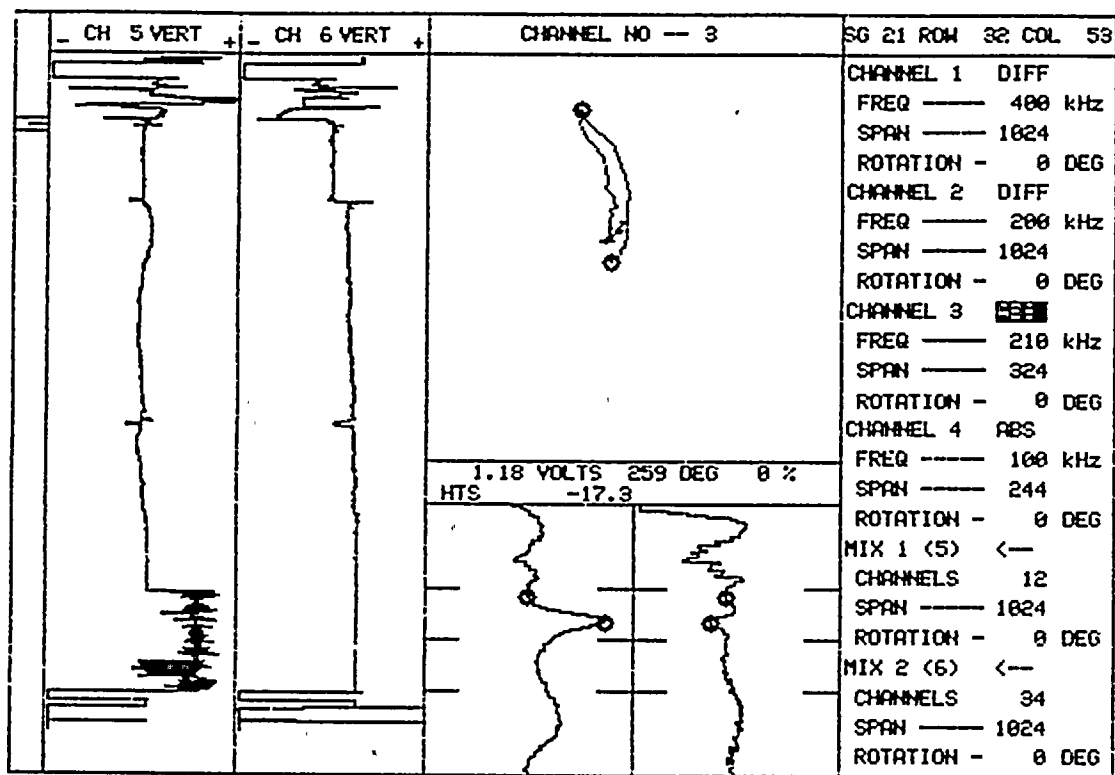 _ CH 5 VERT +
_ CH 6 VERT +
CHANNEL NO -- 3
SG 21 ROW 32 COL 53
CHANNEL 1 DIFF
FREQ —— 400 kHz
SPAN —— 1024
ROTATION - 0 DEG
CHANNEL 2 DIFF
FREQ —— 200 kHz
SPAN —— 1024
ROTATION - 0 DEG
CHANNEL 3
FREQ —— 210 kHz
SPAN —— 324
ROTATION - 0 DEG
CHANNEL 4 ABS
FREQ —— 100 kHz
SPAN —— 244
ROTATION - 0 DEG
MIX 1 (5) <--
CHANNELS 12
SPAN —— 1024
ROTATION - 0 DEG
MIX 2 (6) <--
CHANNELS 34
SPAN —— 1024
ROTATION - 0 DEG
1.18 VOLTS 259 DEG 0 %
HTS -17.3